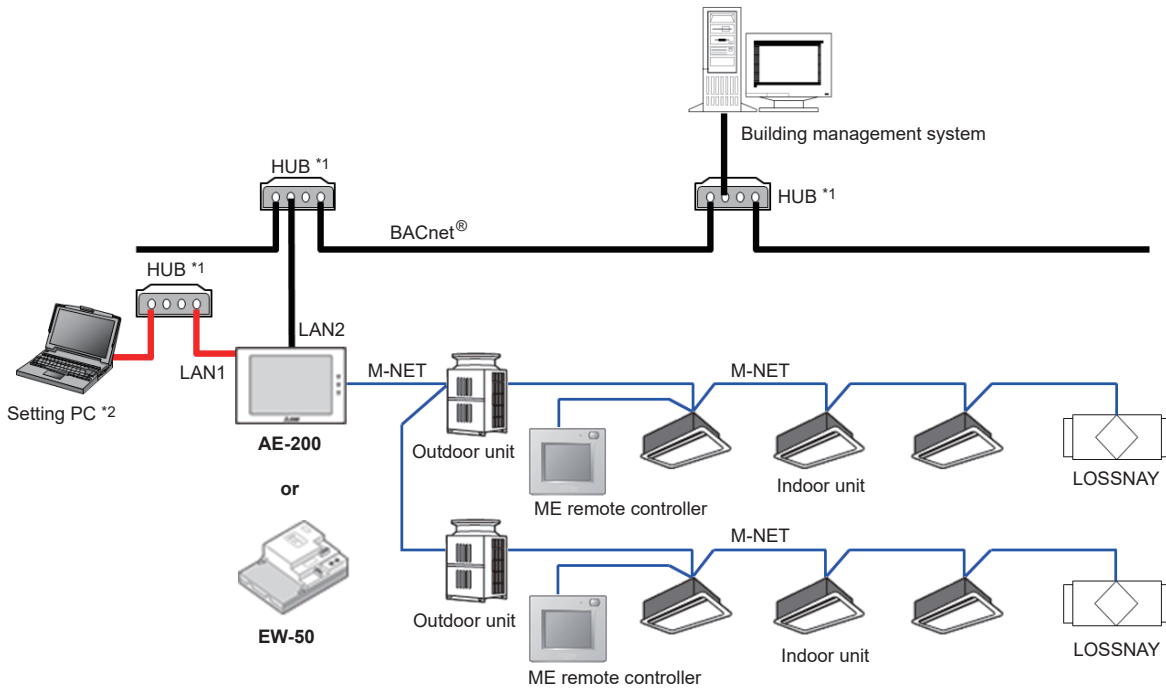 Building management system
HUB *1
HUB *1
BACnet®
HUB *1
LAN2
LAN1
M-NET
M-NET
Setting PC *2
AE-200
Outdoor unit
Indoor unit
LOSSNAY
ME remote controller
or
M-NET
EW-50
Outdoor unit
Indoor unit
LOSSNAY
ME remote controller